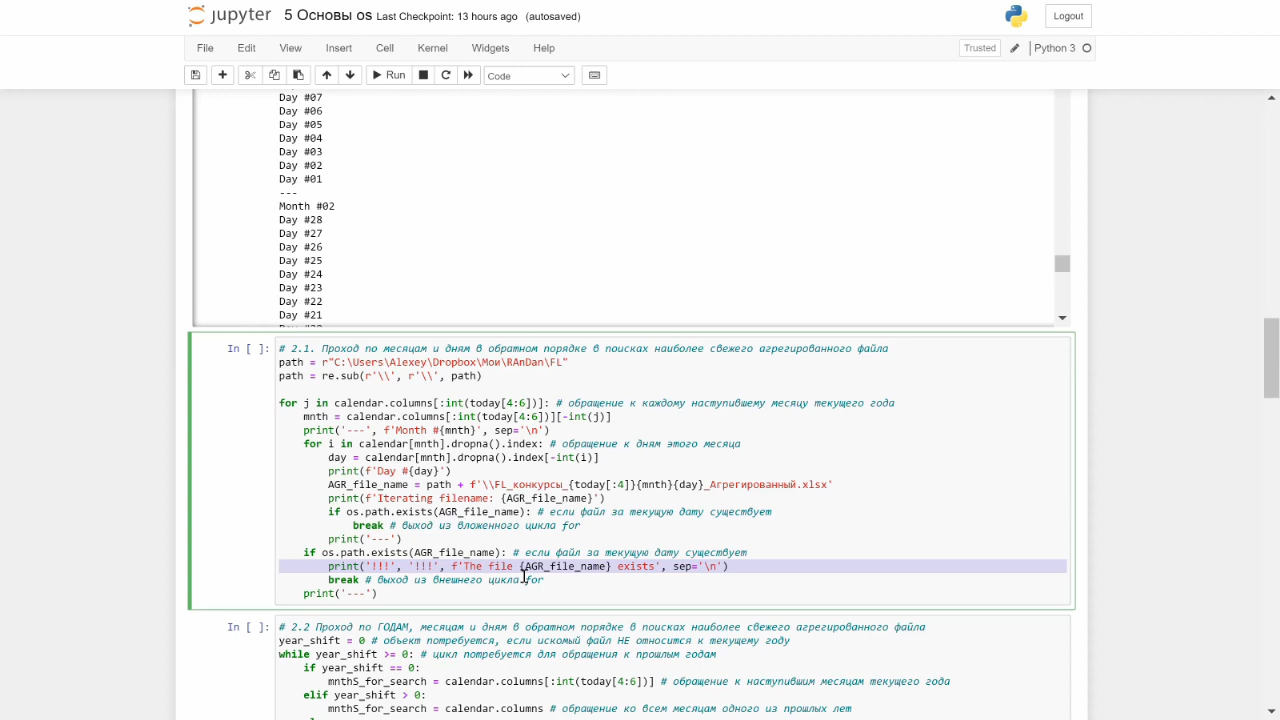 jupyter 5 Основы os Last Checkpoint: 13 hours ago (autosaved) Logout
File Edit View Insert Cell Kernel Widgets Help Trusted Python 3
Run Code
Day #07
Day #06
Day #05
Day #04
Day #03
Day #02
Day #01
---
Month #02
Day #28
Day #27
Day #26
Day #25
Day #24
Day #23
Day #22
Day #21
In [ ]: # 2.1. Проход по месяцам и дням в обратном порядке в поисках наиболее свежего агрегированного файла
path = r"C:\Users\Alexey\Dropbox\Мои\RAnDan\FL"
path = re.sub(r'\\', r'\\', path)
for j in calendar.columns[:int(today[4:6])]: # обращение к каждому наступившему месяцу текущего года
mnth = calendar.columns[:int(today[4:6])][-int(j)]
print('---', f'Month #{mnth}', sep='\n')
for i in calendar[mnth].dropna().index: # обращение к дням этого месяца
day = calendar[mnth].dropna().index[-int(i)]
print(f'Day #{day}')
AGR_file_name = path + f'\\FL_конкурсы_{today[:4]}{mnth}{day}_Агрегированный.xlsx'
print(f'Iterating filename: {AGR_file_name}')
if os.path.exists(AGR_file_name): # если файл за текущую дату существует
break # выход из вложенного цикла for
print('---')
if os.path.exists(AGR_file_name): # если файл за текущую дату существует
print('!!!', '!!!', f'The file {AGR_file_name} exists', sep='\n')
break # выход из внешнего цикла for
print('---')
In [ ]: # 2.2 Проход по ГОДАМ, месяцам и дням в обратном порядке в поисках наиболее свежего агрегированного файла
year_shift = 0 # объект потребуется, если искомый файл НЕ относится к текущему году
while year_shift >= 0: # цикл потребуется для обращения к прошлым годам
if year_shift == 0:
mnthS_for_search = calendar.columns[:int(today[4:6])] # обращение к наступившим месяцам текущего года
elif year_shift > 0:
mnthS_for_search = calendar.columns # обращение ко всем месяцам одного из прошлых лет